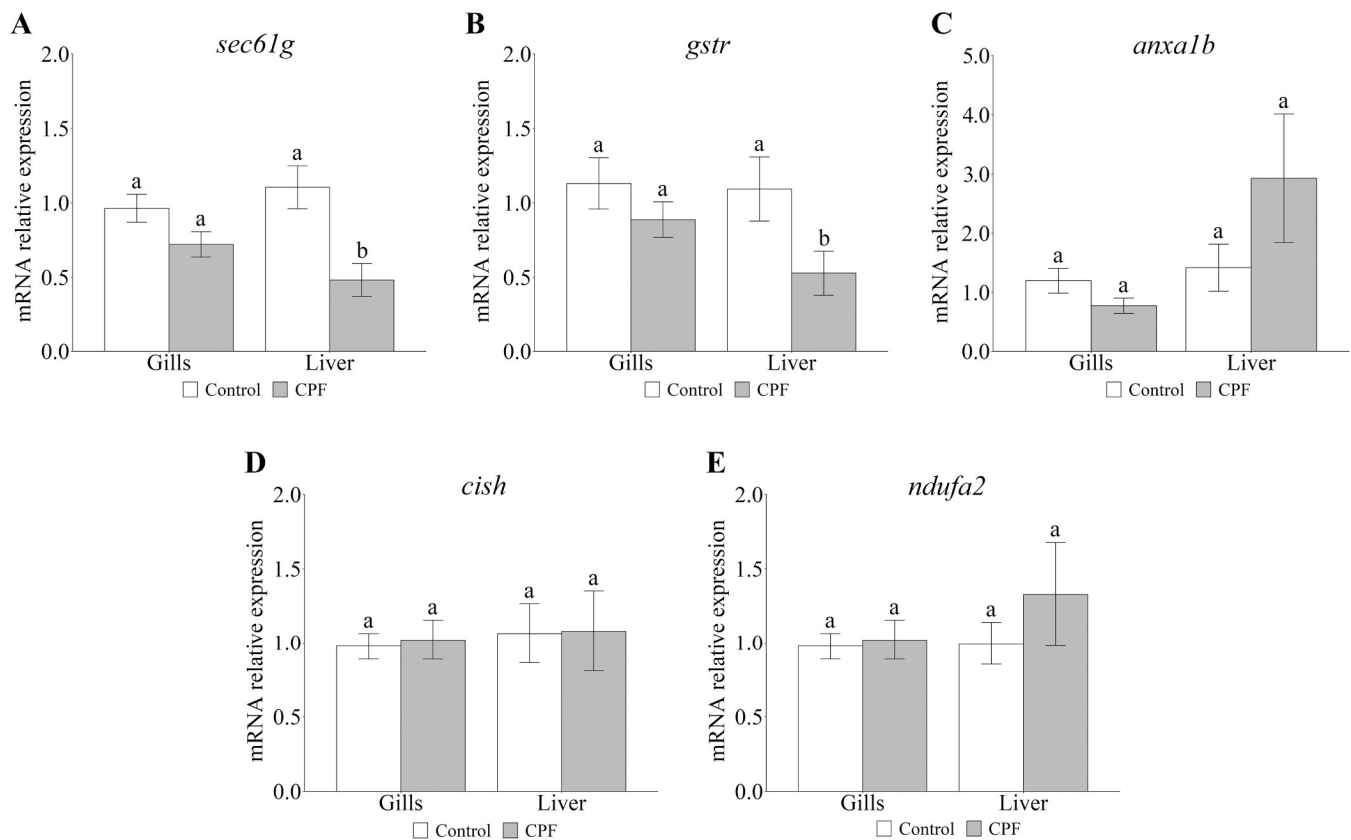 A
sec61g
mRNA relative expression
2.0
1.5
1.0
0.5
0.0
a
a
a
b
Gills
Liver
Control
CPF
B
gstr
mRNA relative expression
2.0
1.5
1.0
0.5
0.0
a
a
a
b
Gills
Liver
Control
CPF
C
anxa1b
mRNA relative expression
5.0
4.0
3.0
2.0
1.0
0.0
a
a
a
a
Gills
Liver
Control
CPF
D
cish
mRNA relative expression
2.0
1.5
1.0
0.5
0.0
a
a
a
a
Gills
Liver
Control
CPF
E
ndufa2
mRNA relative expression
2.0
1.5
1.0
0.5
0.0
a
a
a
a
Gills
Liver
Control
CPF